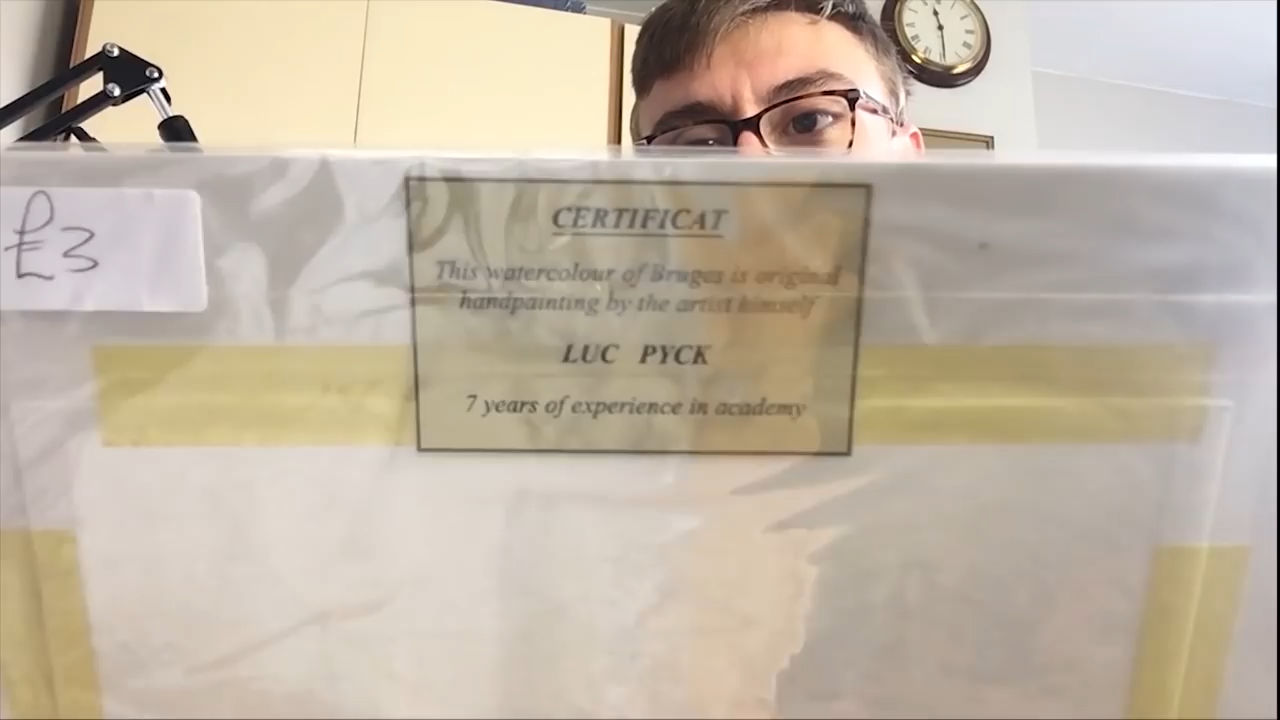 £3
CERTIFICAT
This watercolour of Bruges is original
handpainting by the artist himself
LUC PYCK
7 years of experience in academy